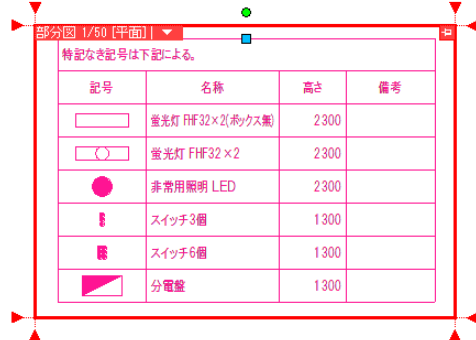 部分図 1/50 [平面]
特記なき記号は下記による。
記号 名称 高さ 備考
蛍光灯 FHF32×2(ボックス無) 2300
蛍光灯 FHF32×2 2300
非常用照明 LED 2300
スイッチ3個 1300
スイッチ6個 1300
分電盤 1300